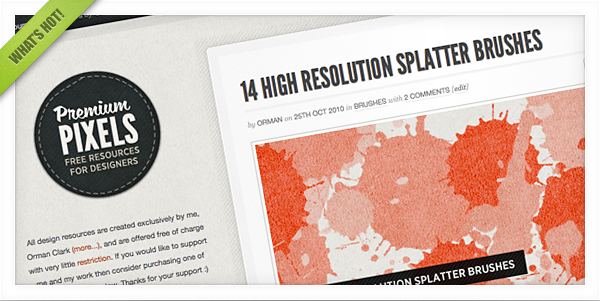 WHAT'S HOT!
Premium
PIXELS
FREE RESOURCES
FOR DESIGNERS
All design resources are created exclusively by me,
Orman Clark (more...), and are offered free of charge
with very little restriction. If you would like to support
me and my work then consider purchasing one of
Thanks for your support :)
14 HIGH RESOLUTION SPLATTER BRUSHES
by ORMAN on 25TH OCT 2010 in BRUSHES with 2 COMMENTS (edit)
SOLUTION SPLATTER BRUSHES